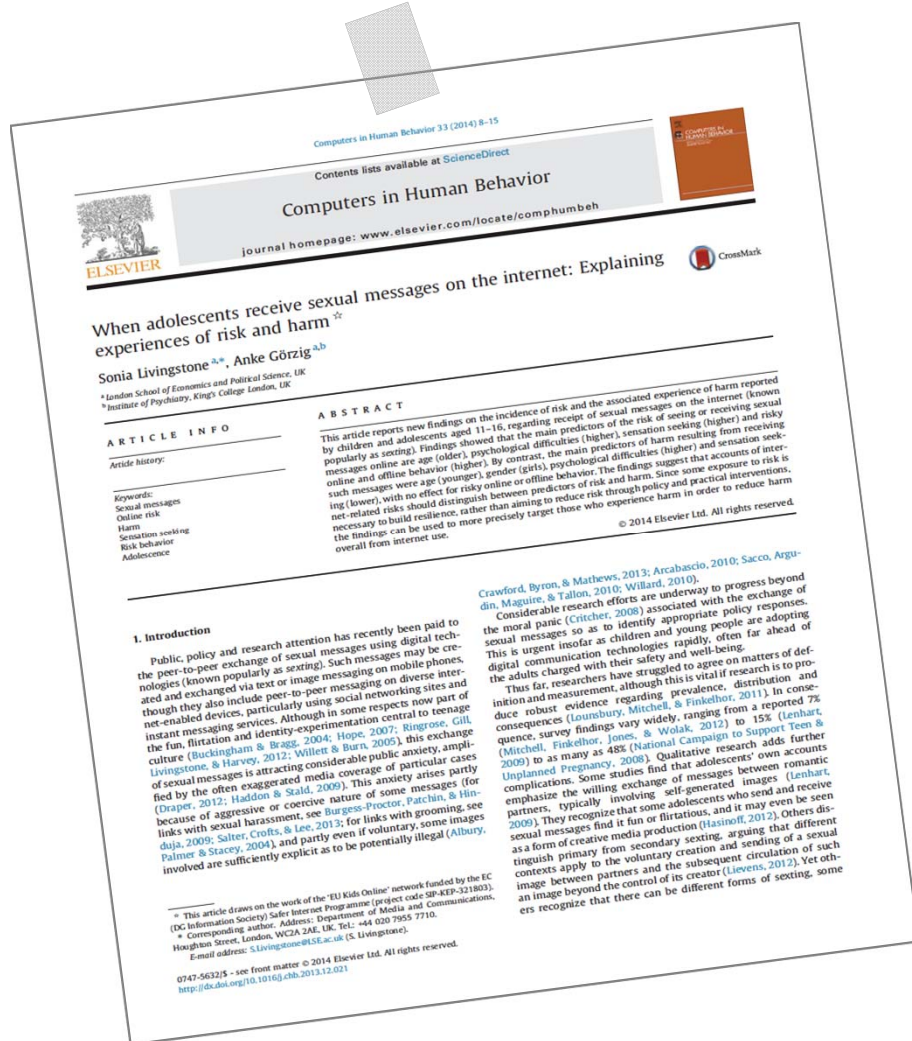 Computers in Human Behavior 33 (2014) 8–15
Contents lists available at ScienceDirect
Computers in Human Behavior
journal homepage: www.elsevier.com/locate/comphumbeh
ELSEVIER
COMPUTERS IN
HUMAN BEHAVIOR
When adolescents receive sexual messages on the internet: Explaining
experiences of risk and harm ☆
CrossMark
Sonia Livingstone a,*, Anke Görzig a,b
a London School of Economics and Political Science, UK
b Institute of Psychiatry, King's College London, UK
ARTICLE INFO
Article history:
Keywords:
Sexual messages
Online risk
Harm
Sensation seeking
Risk behavior
Adolescence
ABSTRACT
This article reports new findings on the incidence of risk and the associated experience of harm reported
by children and adolescents aged 11–16, regarding receipt of sexual messages on the internet (known
popularly as sexting). Findings showed that the main predictors of the risk of seeing or receiving sexual
messages online are age (older), psychological difficulties (higher), sensation seeking (higher) and risky
online and offline behavior (higher). By contrast, the main predictors of harm resulting from receiving
such messages were age (younger), gender (girls), psychological difficulties (higher) and sensation seek-
ing (lower), with no effect for risky online or offline behavior. The findings suggest that accounts of inter-
net-related risks should distinguish between predictors of risk and harm. Since some exposure to risk is
necessary to build resilience, rather than aiming to reduce risk through policy and practical interventions,
the findings can be used to more precisely target those who experience harm in order to reduce harm
overall from internet use.
© 2014 Elsevier Ltd. All rights reserved.
1. Introduction
Public, policy and research attention has recently been paid to
the peer-to-peer exchange of sexual messages using digital tech-
nologies (known popularly as sexting). Such messages may be cre-
ated and exchanged via text or image messaging on mobile phones,
though they also include peer-to-peer messaging on diverse inter-
net-enabled devices, particularly using social networking sites and
instant messaging services. Although in some respects now part of
the fun, flirtation and identity-experimentation central to teenage
culture (Buckingham & Bragg, 2004; Hope, 2007; Ringrose, Gill,
Livingstone, & Harvey, 2012; Willett & Burn, 2005), this exchange
of sexual messages is attracting considerable public anxiety, ampli-
fied by the often exaggerated media coverage of particular cases
(Draper, 2012; Haddon & Stald, 2009). This anxiety arises partly
because of aggressive or coercive nature of some messages (for
links with sexual harassment, see Burgess-Proctor, Patchin, & Hin-
duja, 2009; Salter, Crofts, & Lee, 2013; for links with grooming, see
Palmer & Stacey, 2004), and partly even if voluntary, some images
involved are sufficiently explicit as to be potentially illegal (Albury,
☆ This article draws on the work of the 'EU Kids Online' network funded by the EC
(DG Information Society) Safer Internet Programme (project code SIP-KEP-321803).
* Corresponding author. Address: Department of Media and Communications,
Houghton Street, London, WC2A 2AE, UK. Tel.: +44 020 7955 7710.
E-mail address: S.Livingstone@LSE.ac.uk (S. Livingstone).
0747-5632/$ - see front matter © 2014 Elsevier Ltd. All rights reserved.
http://dx.doi.org/10.1016/j.chb.2013.12.021
Crawford, Byron, & Mathews, 2013; Arcabascio, 2010; Sacco, Argu-
din, Maguire, & Tallon, 2010; Willard, 2010).
Considerable research efforts are underway to progress beyond
the moral panic (Critcher, 2008) associated with the exchange of
sexual messages so as to identify appropriate policy responses.
This is urgent insofar as children and young people are adopting
digital communication technologies rapidly, often far ahead of
the adults charged with their safety and well-being.
Thus far, researchers have struggled to agree on matters of def-
inition and measurement, although this is vital if research is to pro-
duce robust evidence regarding prevalence, distribution and
consequences (Lounsbury, Mitchell, & Finkelhor, 2011). In conse-
quence, survey findings vary widely, ranging from a reported 7%
(Mitchell, Finkelhor, Jones, & Wolak, 2012) to 15% (Lenhart,
2009) to as many as 48% (National Campaign to Support Teen &
Unplanned Pregnancy, 2008). Qualitative research adds further
complications. Some studies find that adolescents' own accounts
emphasize the willing exchange of messages between romantic
partners, typically involving self-generated images (Lenhart,
2009). They recognize that some adolescents who send and receive
sexual messages find it fun or flirtatious, and it may even be seen
as a form of creative media production (Hasinoff, 2012). Others dis-
tinguish primary from secondary sexting, arguing that different
contexts apply to the voluntary creation and sending of a sexual
image between partners and the subsequent circulation of such
an image beyond the control of its creator (Lievens, 2012). Yet oth-
ers recognize that there can be different forms of sexting, some